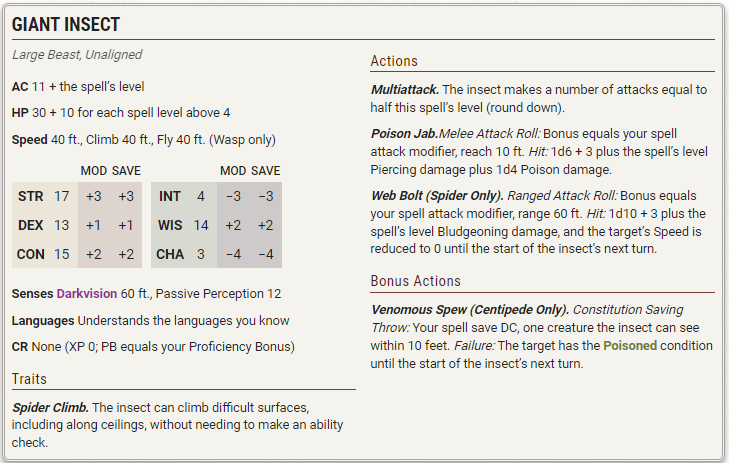 GIANT INSECT
Large Beast, Unaligned
AC 11 + the spell’s level
HP 30 + 10 for each spell level above 4
Speed 40 ft., Climb 40 ft., Fly 40 ft. (Wasp only)
MOD SAVE MOD SAVE
STR 17 +3 +3 INT 4 −3 −3
DEX 13 +1 +1 WIS 14 +2 +2
CON 15 +2 +2 CHA 3 −4 −4
Senses Darkvision 60 ft., Passive Perception 12
Languages Understands the languages you know
CR None (XP 0; PB equals your Proficiency Bonus)
Traits
Spider Climb. The insect can climb difficult surfaces,
including along ceilings, without needing to make an ability
check.
Actions
Multiattack. The insect makes a number of attacks equal to
half this spell’s level (round down).
Poison Jab.Melee Attack Roll: Bonus equals your spell
attack modifier, reach 10 ft. Hit: 1d6 + 3 plus the spell’s level
Piercing damage plus 1d4 Poison damage.
Web Bolt (Spider Only). Ranged Attack Roll: Bonus equals
your spell attack modifier, range 60 ft. Hit: 1d10 + 3 plus the
spell’s level Bludgeoning damage, and the target’s Speed is
reduced to 0 until the start of the insect’s next turn.
Bonus Actions
Venomous Spew (Centipede Only). Constitution Saving
Throw: Your spell save DC, one creature the insect can see
within 10 feet. Failure: The target has the Poisoned condition
until the start of the insect’s next turn.